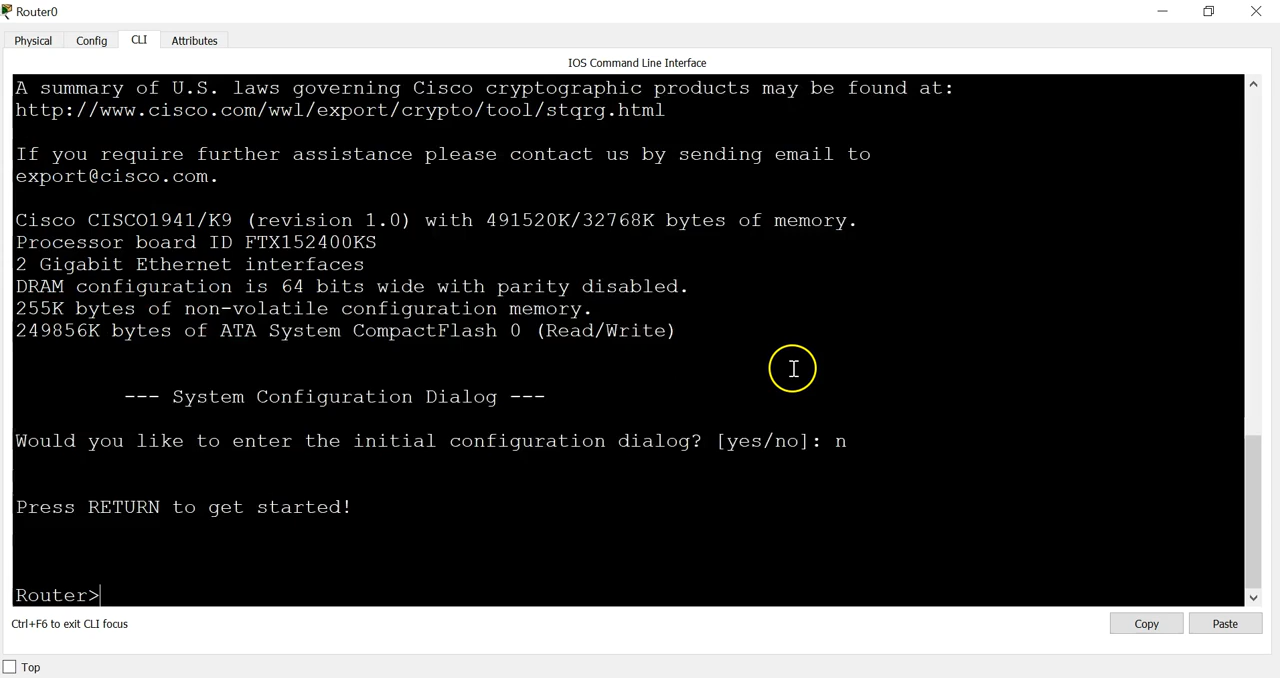 Router0
Physical Config CLI Attributes
IOS Command Line Interface
A summary of U.S. laws governing Cisco cryptographic products may be found at:
http://www.cisco.com/wwl/export/crypto/tool/stqrg.html
If you require further assistance please contact us by sending email to
export@cisco.com.
Cisco CISCO1941/K9 (revision 1.0) with 491520K/32768K bytes of memory.
Processor board ID FTX152400KS
2 Gigabit Ethernet interfaces
DRAM configuration is 64 bits wide with parity disabled.
255K bytes of non-volatile configuration memory.
249856K bytes of ATA System CompactFlash 0 (Read/Write)
--- System Configuration Dialog ---
Would you like to enter the initial configuration dialog? [yes/no]: n
Press RETURN to get started!
Router>
Ctrl+F6 to exit CLI focus
Copy Paste
Top